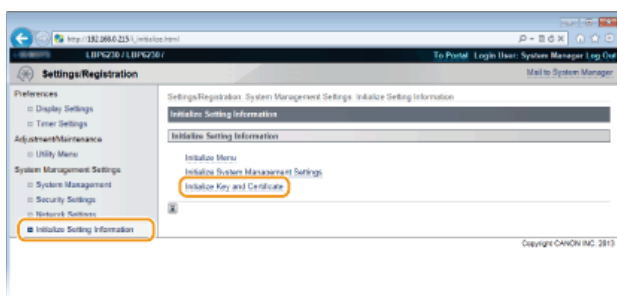 http://192.168.0.215/i_initialize.html
LBP6230 / LBP6230 /
To Portal Login User: System Manager Log Out
Settings/Registration
Mail to System Manager
Preferences
Display Settings
Timer Settings
Adjustment/Maintenance
Utility Menu
System Management Settings
System Management
Security Settings
Network Settings
Initialize Setting Information
Settings/Registration: System Management Settings: Initialize Setting Information
Initialize Setting Information
Initialize Setting Information
Initialize Menu
Initialize System Management Settings
Initialize Key and Certificate
Copyright CANON INC. 2013